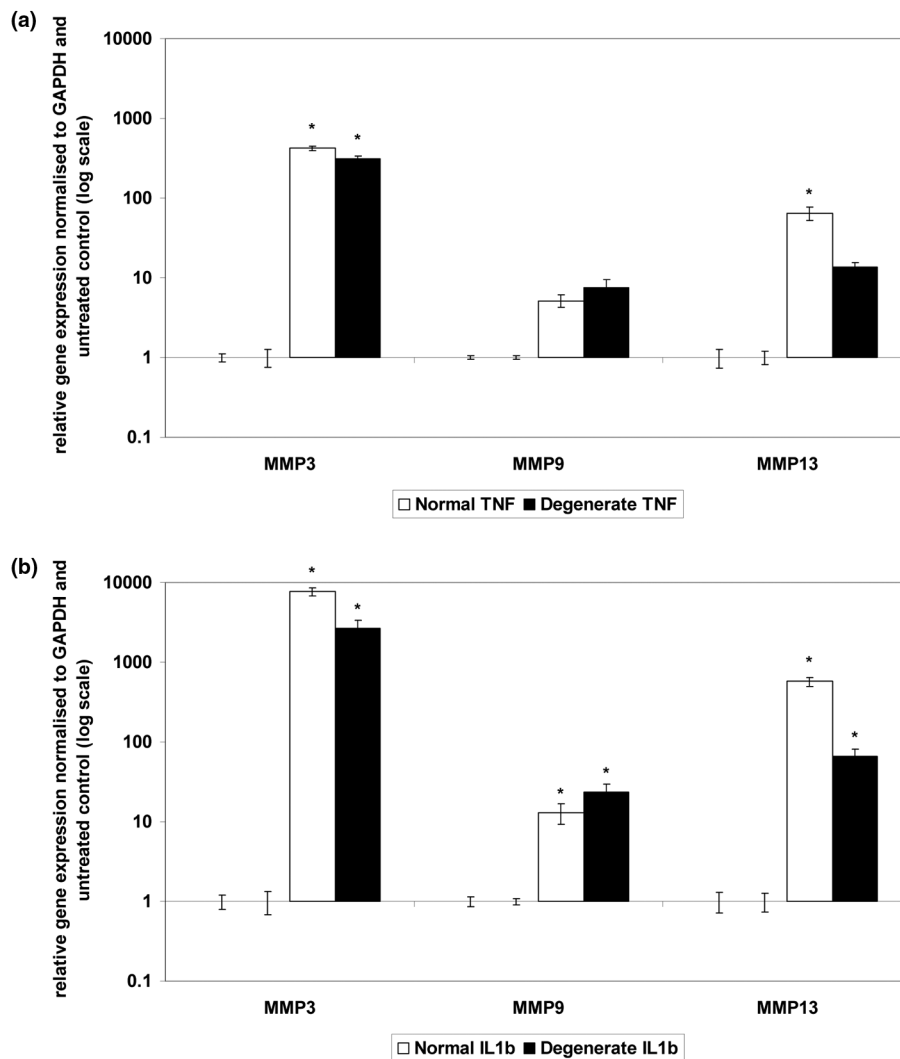 (a)
relative gene expression normalised to GAPDH and
untreated control (log scale)
10000
1000
100
10
1
0.1
* * *
MMP3 MMP9 MMP13
Normal TNF Degenerate TNF
(b)
relative gene expression normalised to GAPDH and
untreated control (log scale)
10000
1000
100
10
1
0.1
* * * * * *
MMP3 MMP9 MMP13
Normal IL1b Degenerate IL1b